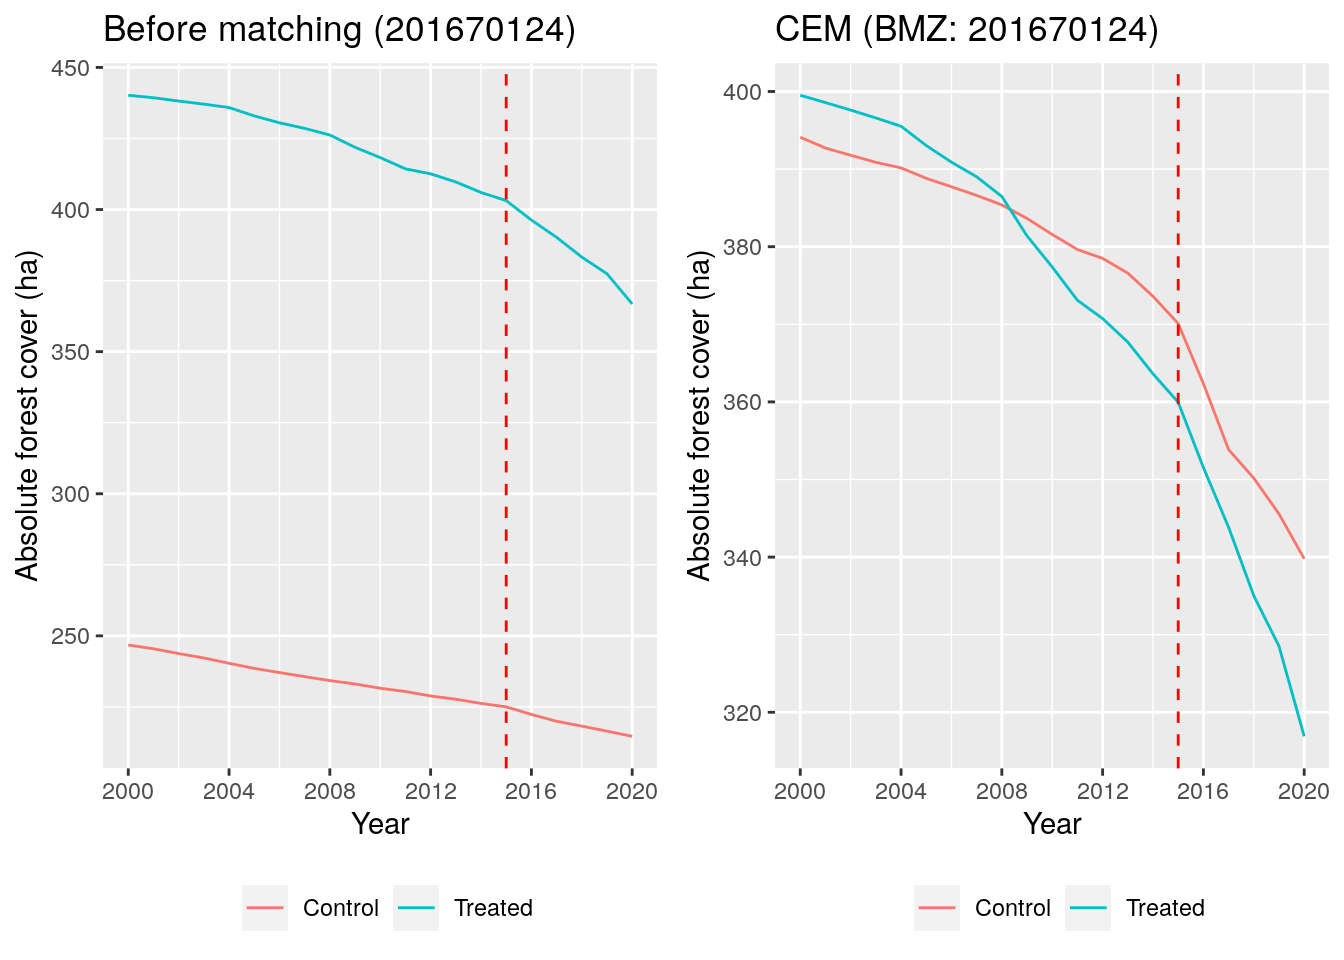 Before matching (201670124)
450
400
350
300
250
Absolute forest cover (ha)
2000 2004 2008 2012 2016 2020
Year
Control Treated
CEM (BMZ: 201670124)
400
380
360
340
320
Absolute forest cover (ha)
2000 2004 2008 2012 2016 2020
Year
Control Treated